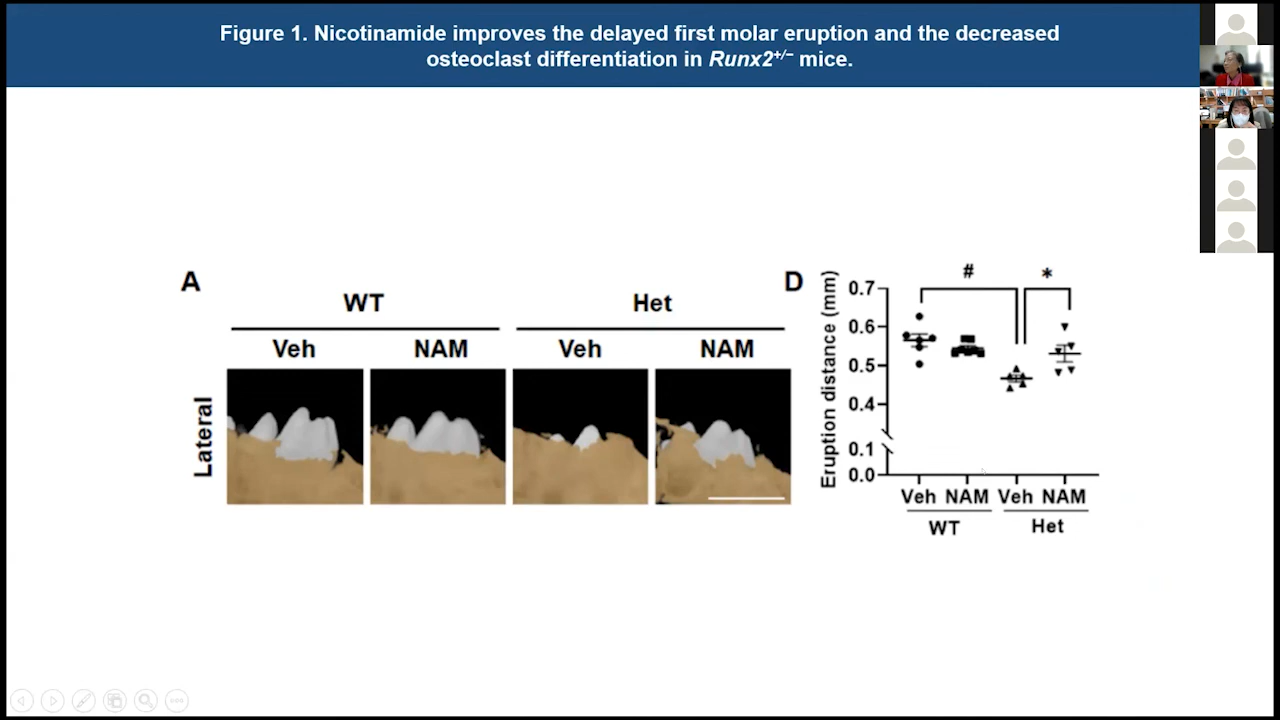 Figure 1. Nicotinamide improves the delayed first molar eruption and the decreased
osteoclast differentiation in Runx2+/− mice.
A
WT
Het
Veh
NAM
Veh
NAM
Lateral
D
#
*
Eruption distance (mm)
0.7
0.6
0.5
0.4
0.1
0.0
Veh NAM Veh NAM
WT
Het